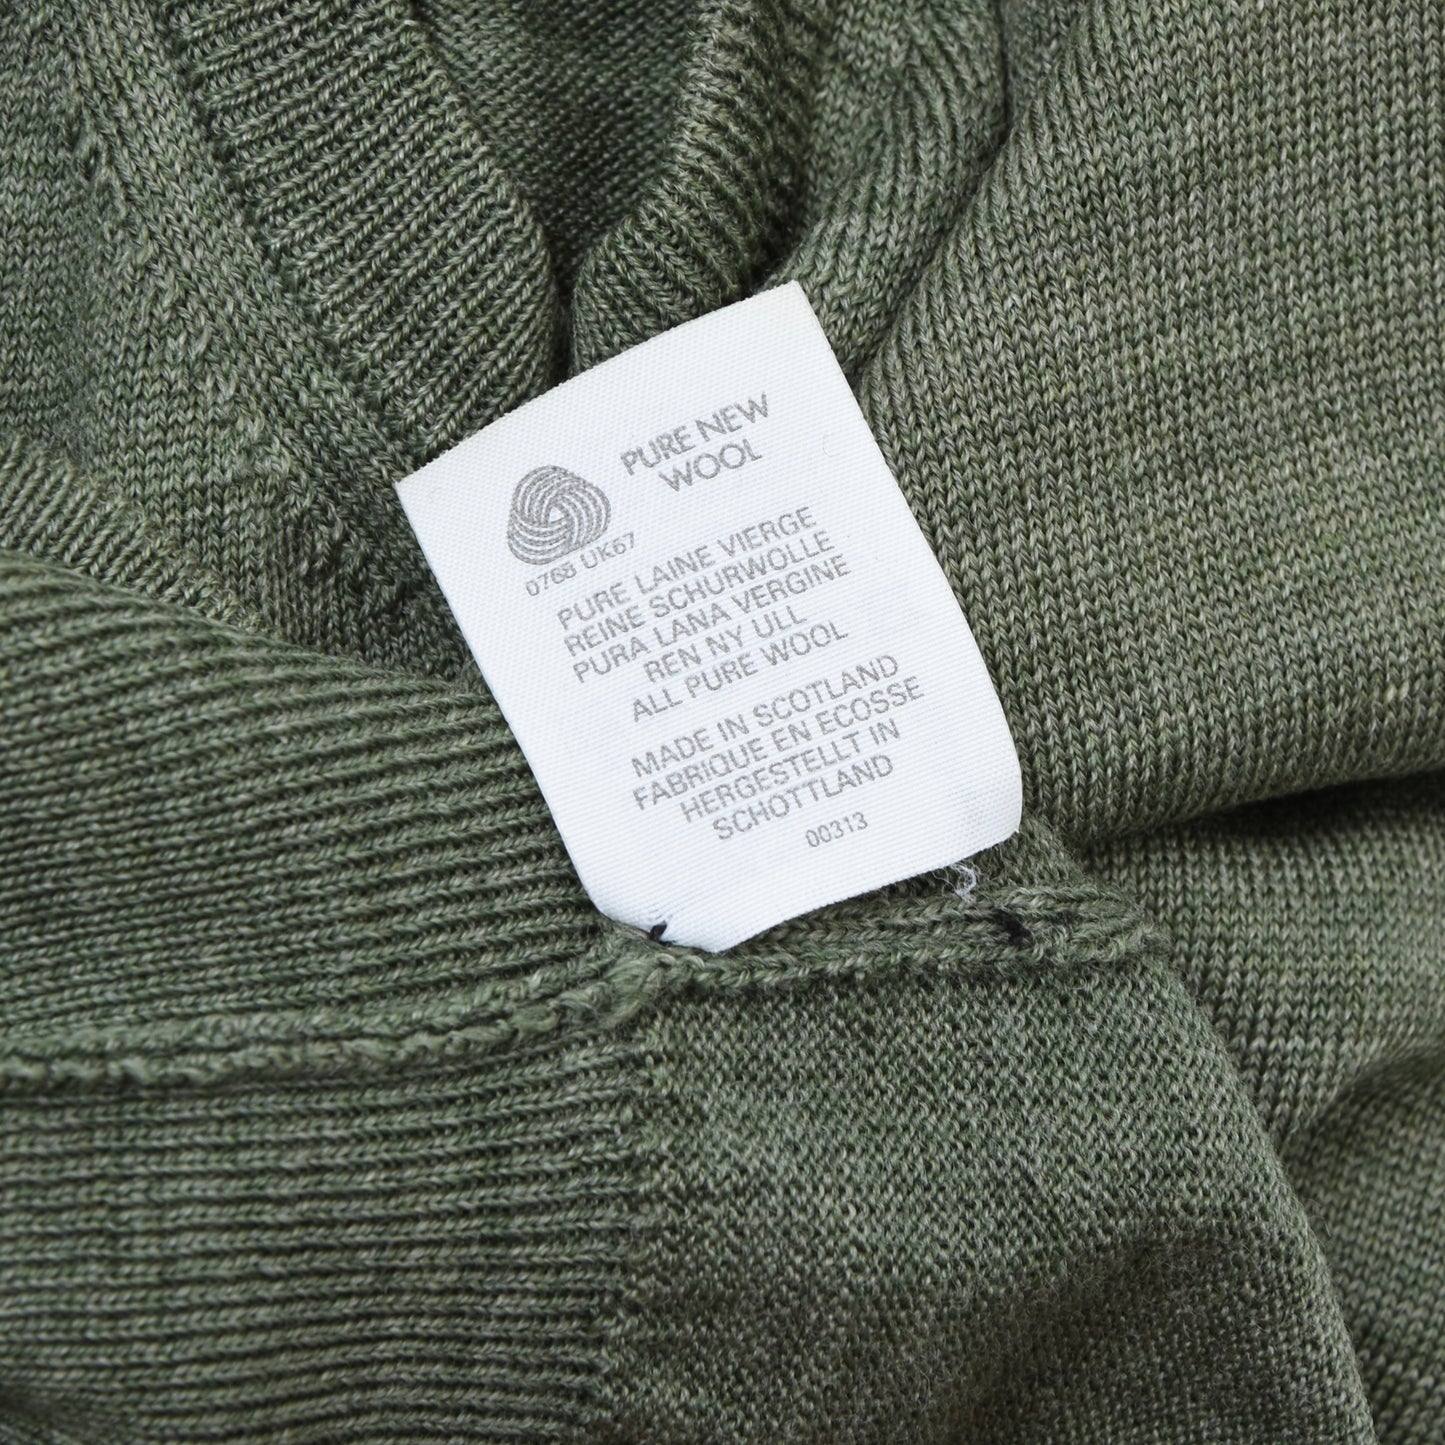 PURE NEW
WOOL
0768 UK67
PURE LAINE VIERGE
REINE SCHURWOLLE
PURA LANA VERGINE
REN NY ULL
ALL PURE WOOL
MADE IN SCOTLAND
FABRIQUE EN ECOSSE
HERGESTELLT IN
SCHOTTLAND
00313